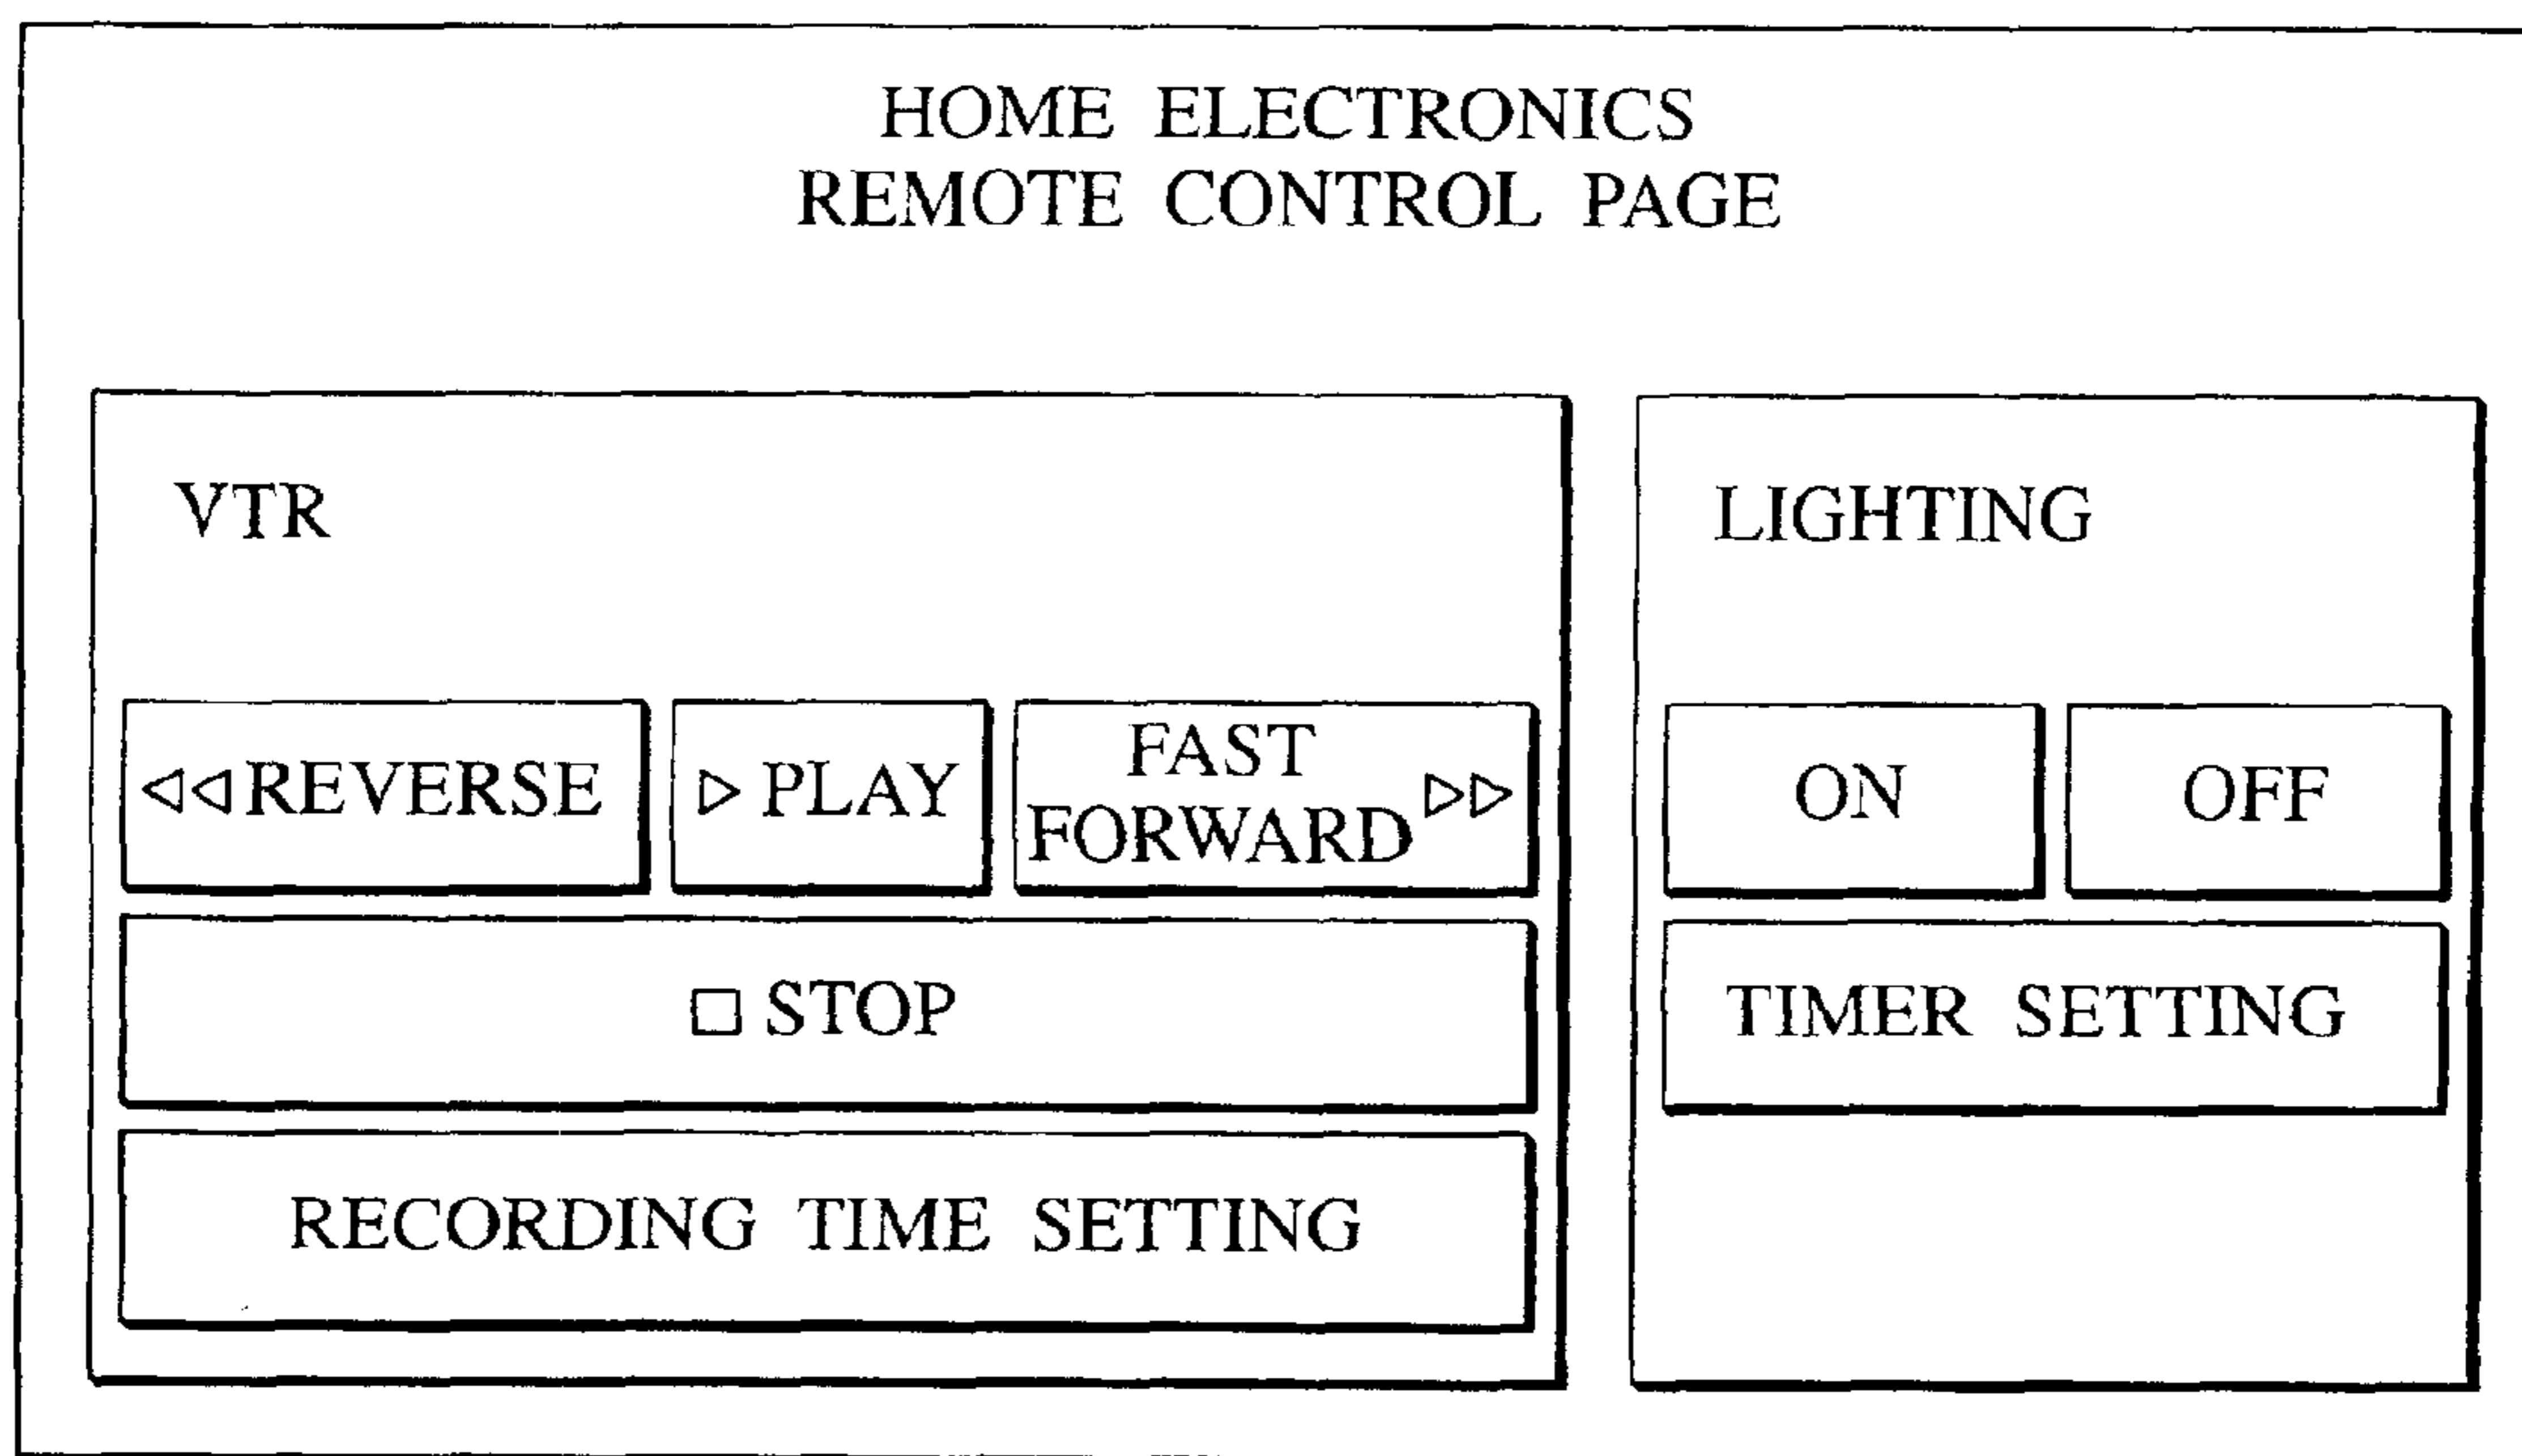 HOME ELECTRONICS
REMOTE CONTROL PAGE
VTR
◁◁ REVERSE
▷ PLAY
FAST
FORWARD ▷▷
□ STOP
RECORDING TIME SETTING
LIGHTING
ON
OFF
TIMER SETTING